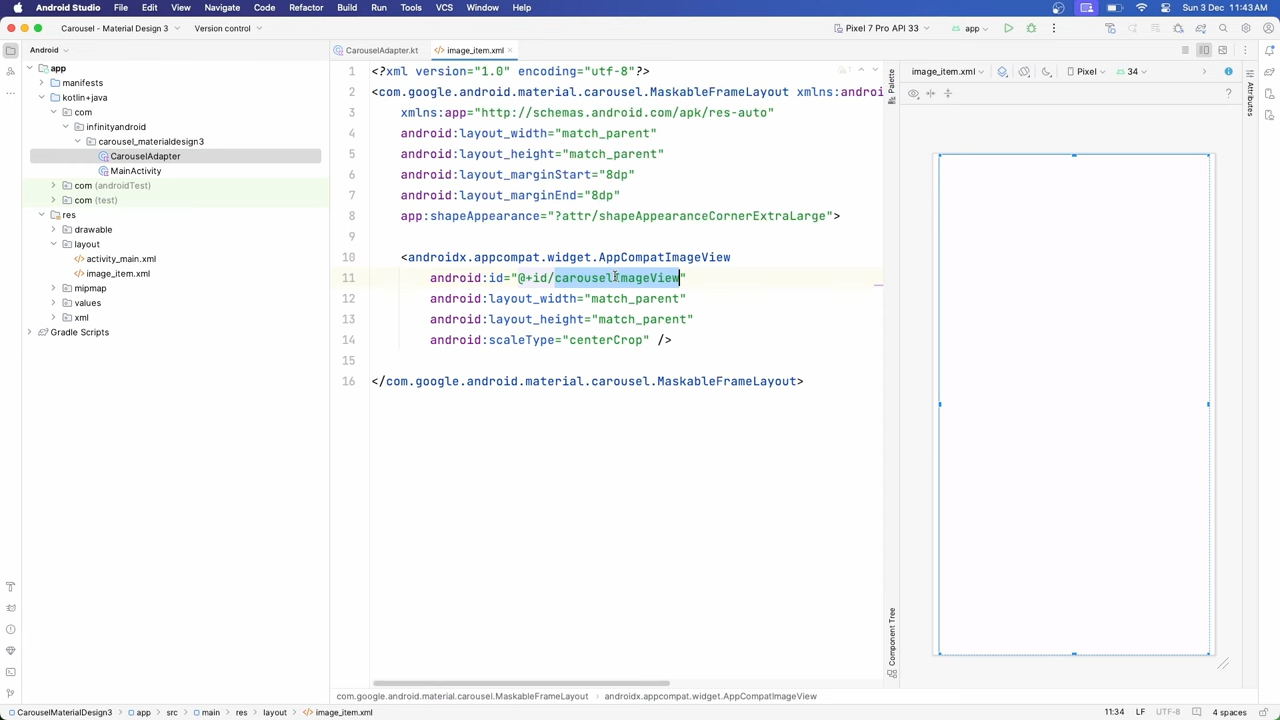 Android Studio File Edit View Navigate Code Refactor Build Run Tools VCS Window Help Sun 3 Dec 11:43 AM
Carousel - Material Design 3 Version control Pixel 7 Pro API 33 app
Android
CarouselAdapter.kt image_item.xml
app
manifests
kotlin+java
com
infinityandroid
carousel_materialdesign3
CarouselAdapter
MainActivity
com (androidTest)
com (test)
res
drawable
layout
activity_main.xml
image_item.xml
mipmap
values
xml
Gradle Scripts
1 <?xml version="1.0" encoding="utf-8"?>
2 <com.google.android.material.carousel.MaskableFrameLayout xmlns:androi
3 xmlns:app="http://schemas.android.com/apk/res-auto"
4 android:layout_width="match_parent"
5 android:layout_height="match_parent"
6 android:layout_marginStart="8dp"
7 android:layout_marginEnd="8dp"
8 app:shapeAppearance="?attr/shapeAppearanceCornerExtraLarge">
9
10 <androidx.appcompat.widget.AppCompatImageView
11 android:id="@+id/carouselImageView"
12 android:layout_width="match_parent"
13 android:layout_height="match_parent"
14 android:scaleType="centerCrop" />
15
16 </com.google.android.material.carousel.MaskableFrameLayout>
Palette
Component Tree
image_item.xml Pixel 34
Attributes
com.google.android.material.carousel.MaskableFrameLayout androidx.appcompat.widget.AppCompatImageView
CarouselMaterialDesign3 app src main res layout image_item.xml 11:34 LF UTF-8 4 spaces